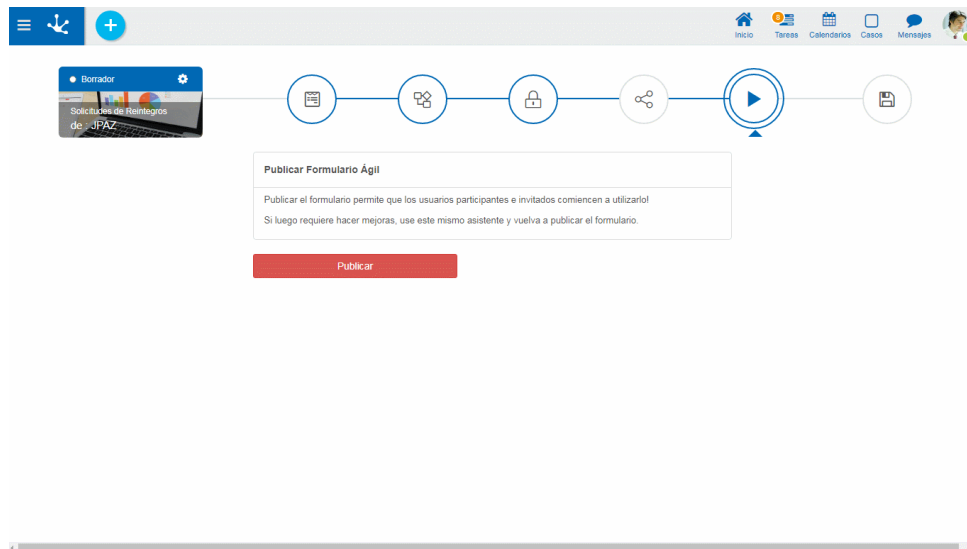 8
Inicio
Tareas
Calendarios
Casos
Mensajes
Borrador
Solicitudes de Reintegros
de : JPAZ
Publicar Formulario Ágil
Publicar el formulario permite que los usuarios participantes e invitados comiencen a utilizarlo!
Si luego requiere hacer mejoras, use este mismo asistente y vuelva a publicar el formulario.
Publicar